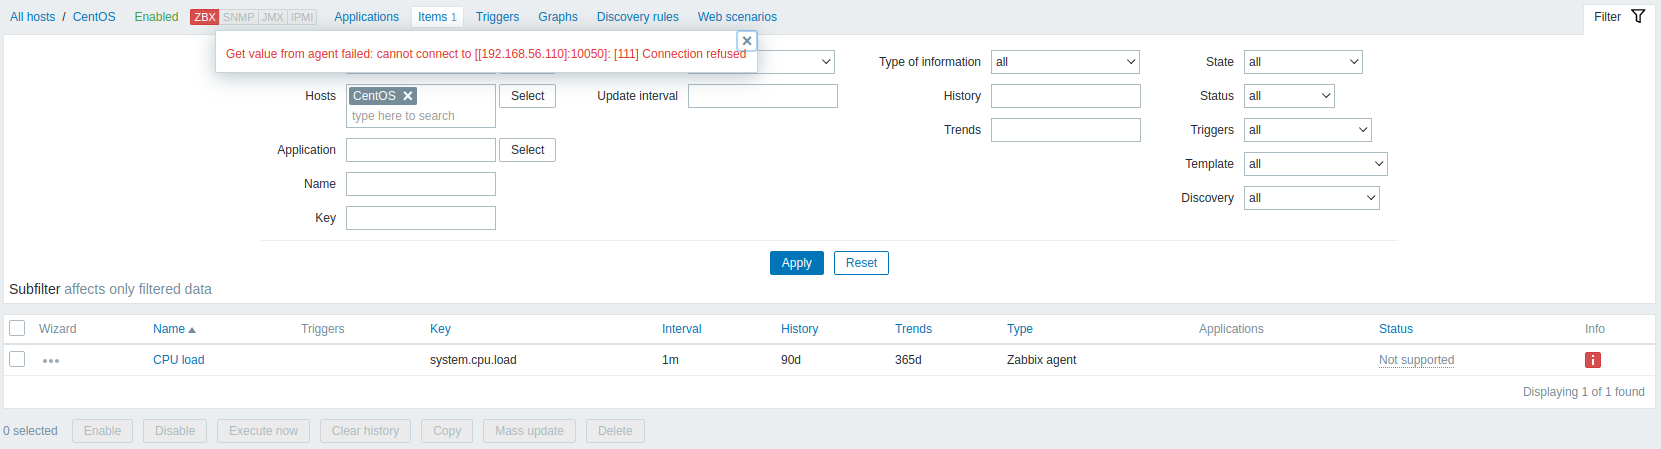 All hosts / CentOS Enabled ZBX SNMP JMX IPMI Applications Items 1 Triggers Graphs Discovery rules Web scenarios Filter
Get value from agent failed: cannot connect to [[192.168.56.110]:10050]: [111] Connection refused
Type of information all State all
Hosts CentOS Select Update interval History Status all
type here to search
Trends Triggers all
Application Select
Template all
Name
Discovery all
Key
Apply Reset
Subfilter affects only filtered data
Wizard Name Triggers Key Interval History Trends Type Applications Status Info
CPU load system.cpu.load 1m 90d 365d Zabbix agent Not supported i
Displaying 1 of 1 found
0 selected Enable Disable Execute now Clear history Copy Mass update Delete